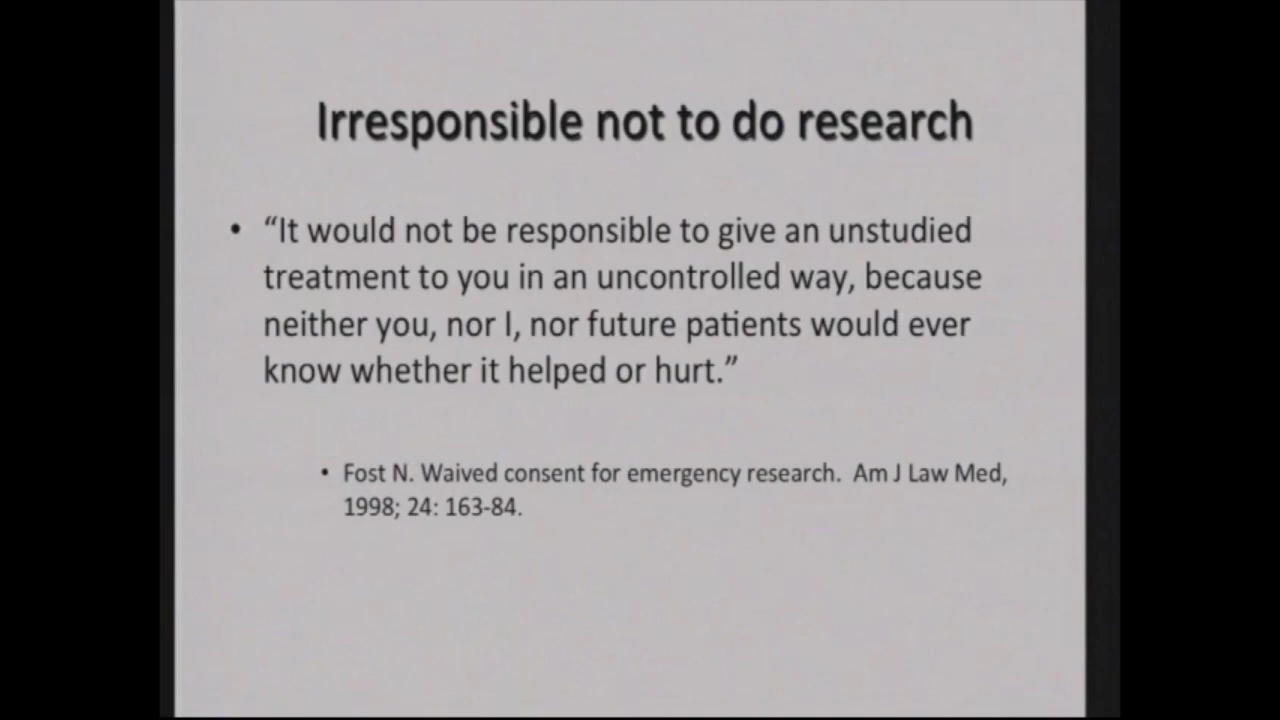 Irresponsible not to do research
• “It would not be responsible to give an unstudied
treatment to you in an uncontrolled way, because
neither you, nor I, nor future patients would ever
know whether it helped or hurt.”
• Fost N. Waived consent for emergency research. Am J Law Med,
1998; 24: 163-84.